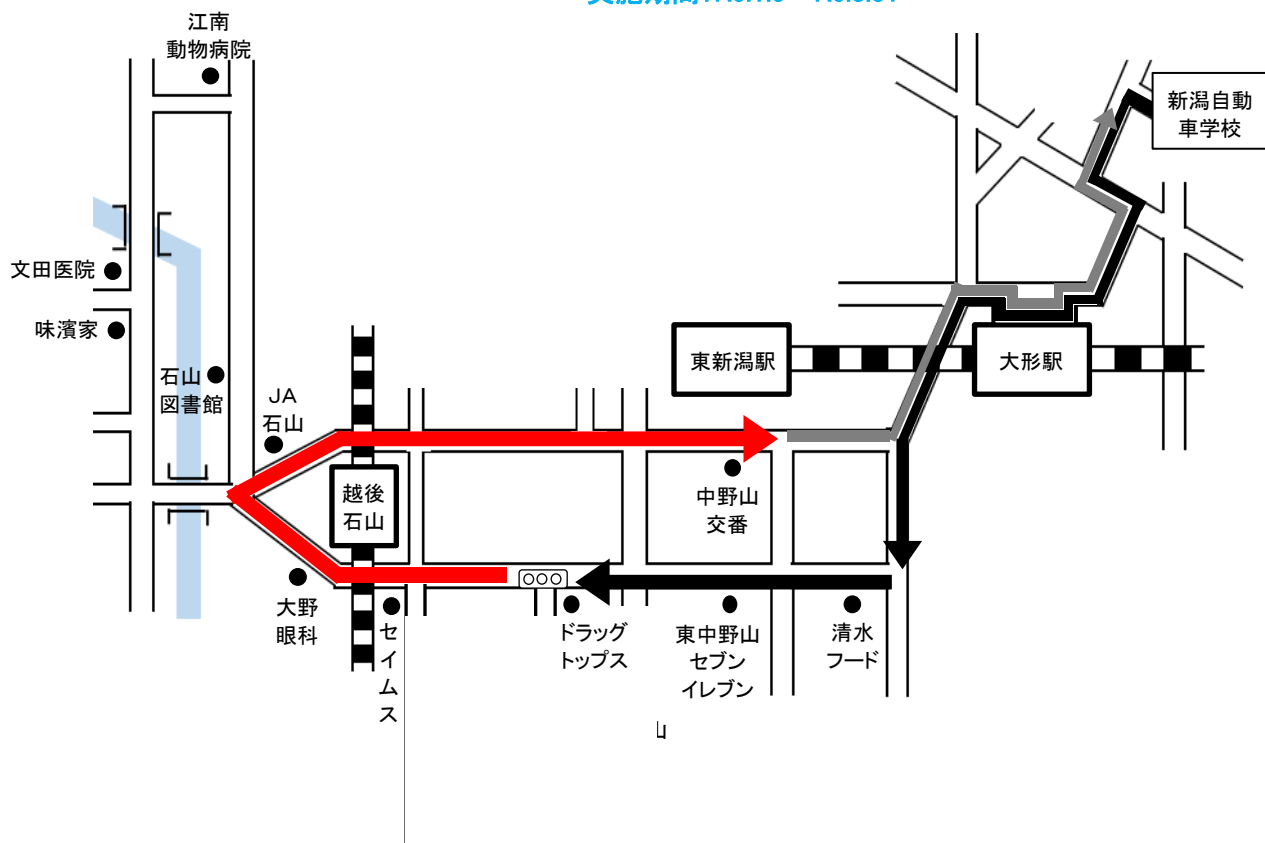 江南
動物病院
新潟自動
車学校
文田医院
味濱家
東新潟駅
大形駅
石山
図書館
JA
石山
越後
石山
中野山
交番
大野
眼科
セイムス
ドラッグ
トップス
東中野山
セブン
イレブン
清水
フード